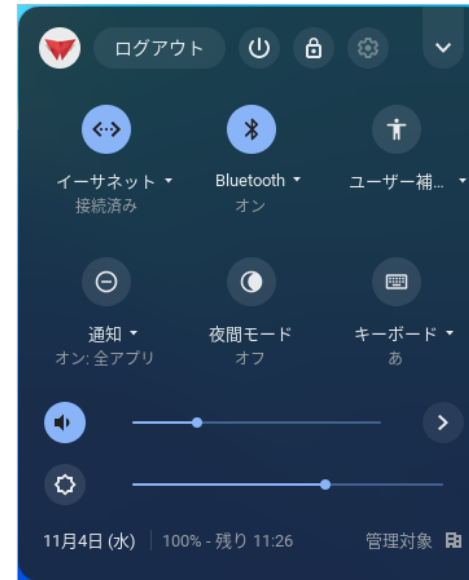 ログアウト
イーサネット Bluetooth ユーザー補...
接続済み オン
通知 夜間モード キーボード
オン: 全アプリ オフ あ
11月4日 (水) 100% - 残り 11:26 管理対象